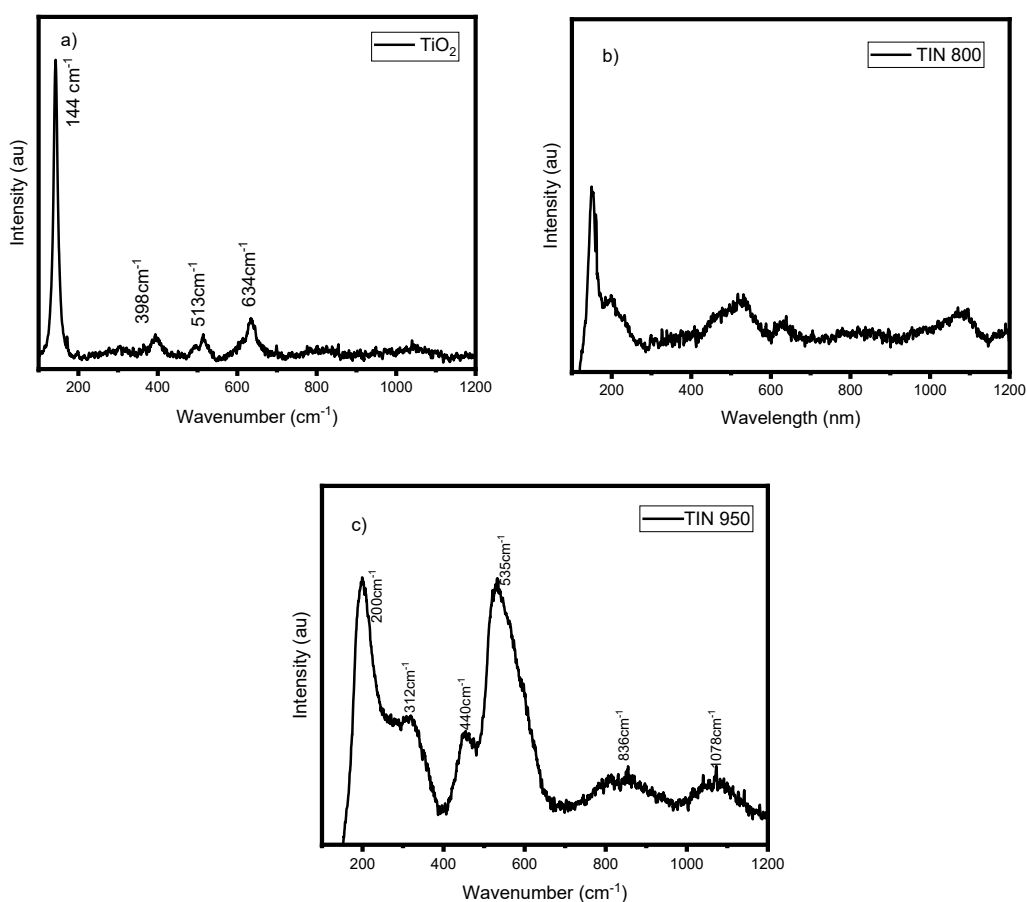 a)
TiO₂
144 cm⁻¹
398cm⁻¹
513cm⁻¹
634cm⁻¹
Intensity (au)
200 400 600 800 1000 1200
Wavenumber (cm⁻¹)
b)
TIN 800
Intensity (au)
200 400 600 800 1000 1200
Wavelength (nm)
c)
TIN 950
200cm⁻¹
312cm⁻¹
440cm⁻¹
535cm⁻¹
836cm⁻¹
1078cm⁻¹
Intensity (au)
200 400 600 800 1000 1200
Wavenumber (cm⁻¹)